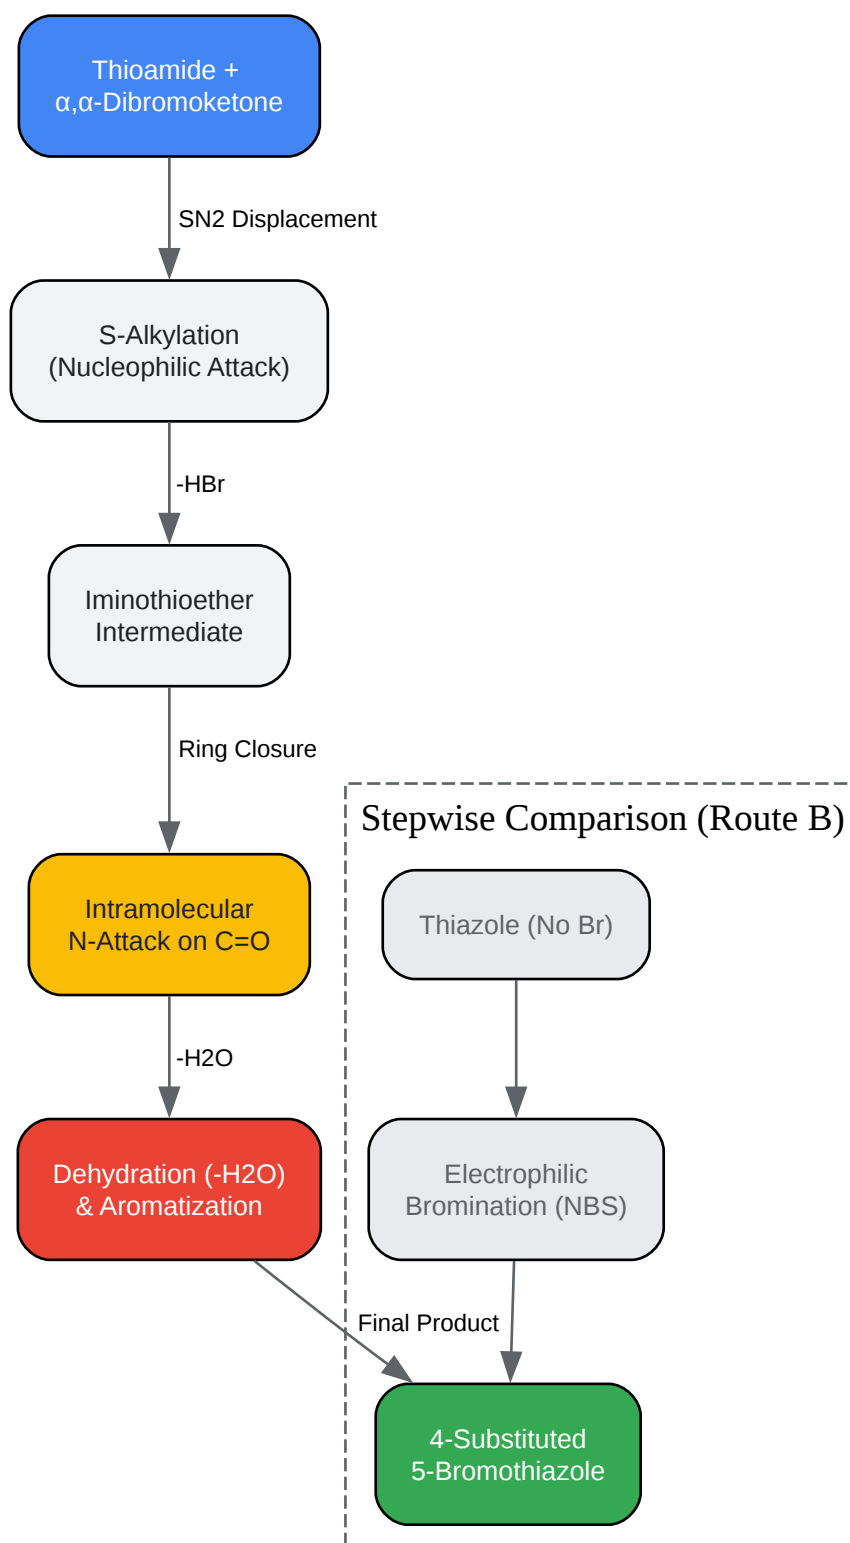 Thioamide +
α,α-Dibromoketone
SN2 Displacement
S-Alkylation
(Nucleophilic Attack)
-HBr
Iminothioether
Intermediate
Ring Closure
Stepwise Comparison (Route B)
Intramolecular
N-Attack on C=O
Thiazole (No Br)
-H2O
Dehydration (-H2O)
& Aromatization
Electrophilic
Bromination (NBS)
Final Product
4-Substituted
5-Bromothiazole